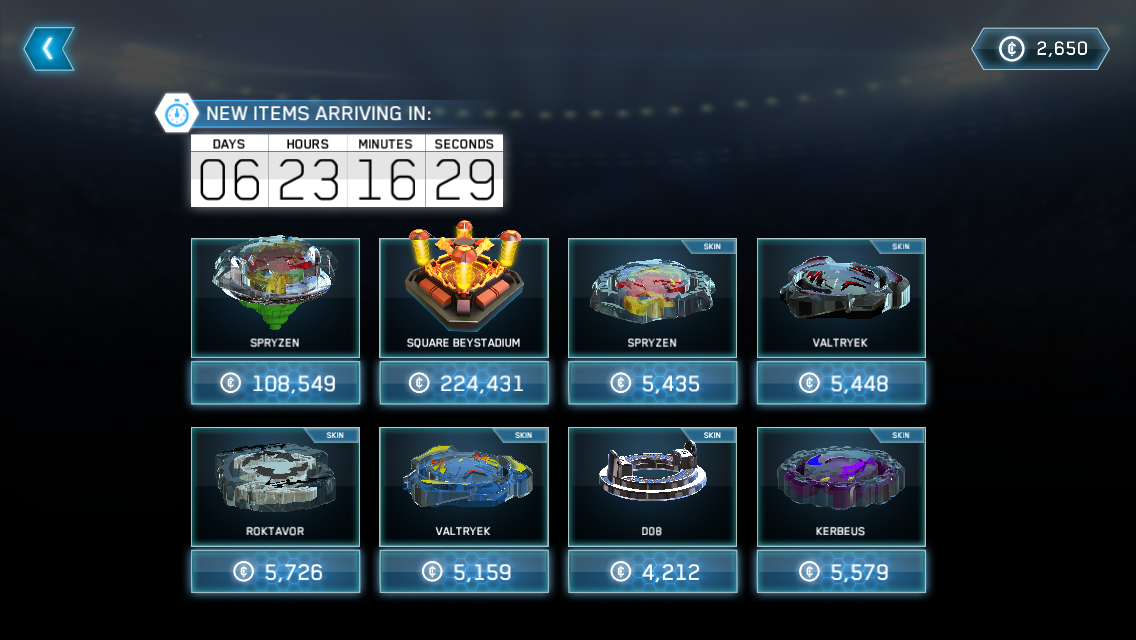 2,650
NEW ITEMS ARRIVING IN:
DAYS HOURS MINUTES SECONDS
06 23 16 29
SPRYZEN
108,549
SQUARE BEYSTADIUM
224,431
SKIN
SPRYZEN
5,435
SKIN
VALTRYEK
5,448
SKIN
ROKTAVOR
5,726
SKIN
VALTRYEK
5,159
SKIN
D08
4,212
SKIN
KERBEUS
5,579